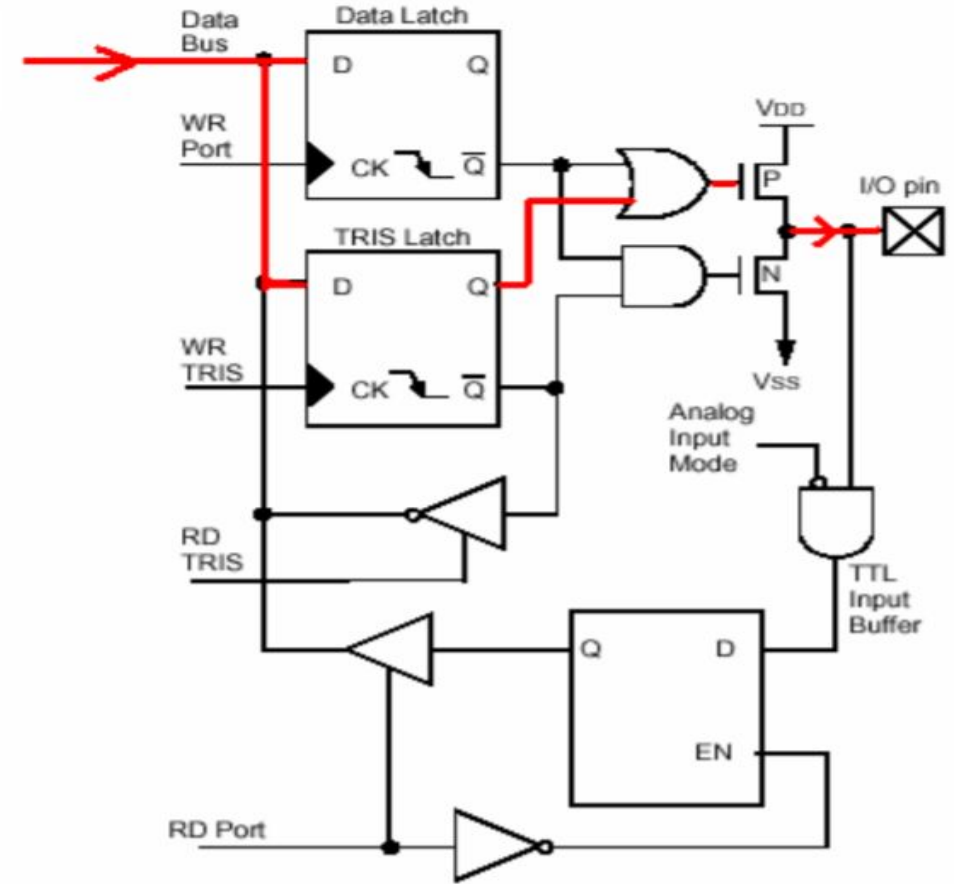 Data Latch
Data
Bus
D
Q
WR
Port
CK
Q̅
VDD
P
I/O pin
TRIS Latch
D
Q
N
WR
TRIS
CK
Q̅
VSS
Analog
Input
Mode
RD
TRIS
TTL
Input
Buffer
Q
D
EN
RD Port